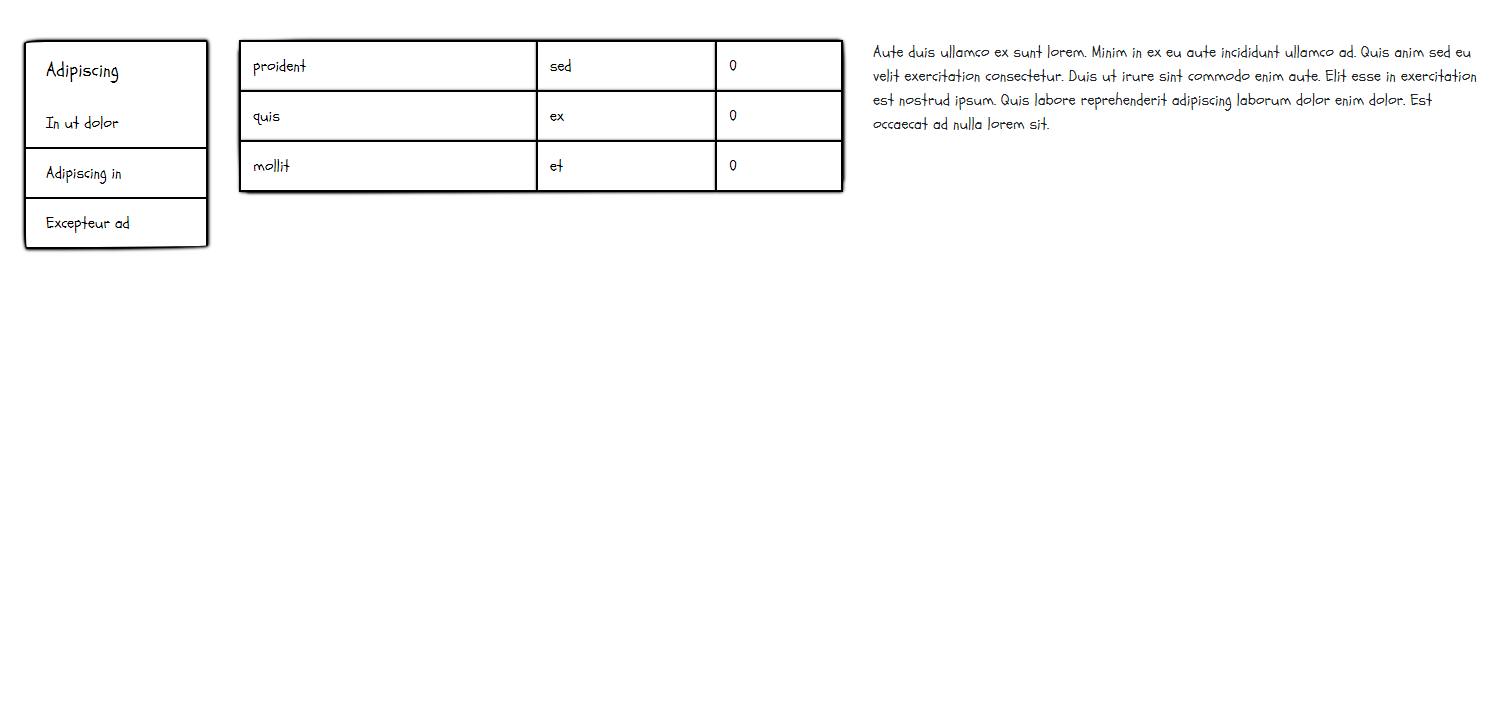 Adipiscing
In ut dolor
Adipiscing in
Excepteur ad
proident sed 0
quis ex 0
mollit et 0
Aute duis ullamco ex sunt lorem. Minim in ex eu aute incididunt ullamco ad. Quis anim sed eu
velit exercitation consectetur. Duis ut irure sint commodo enim aute. Elit esse in exercitation
est nostrud ipsum. Quis labore reprehenderit adipiscing laborum dolor enim dolor. Est
occaecat ad nulla lorem sit.